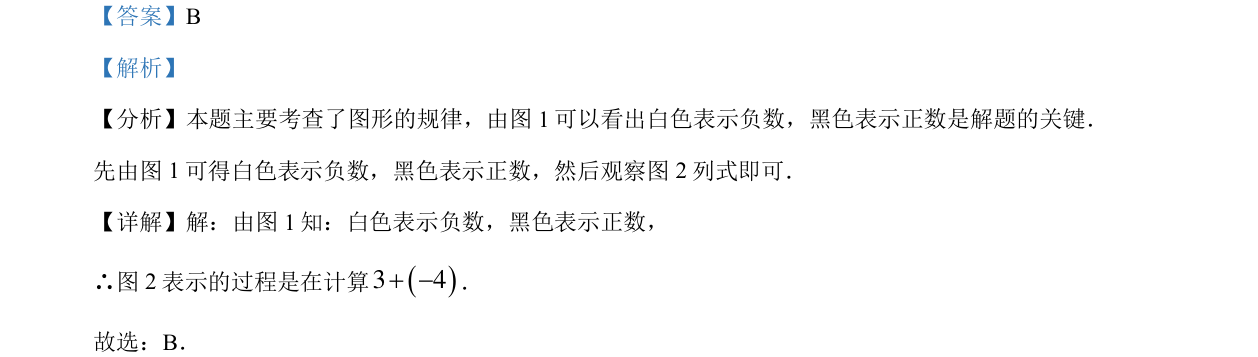 【答案】B
【解析】
【分析】本题主要考查了图形的规律，由图 1 可以看出白色表示负数，黑色表示正数是解题的关键．
先由图 1 可得白色表示负数，黑色表示正数，然后观察图 2 列式即可．
【详解】解：由图 1 知：白色表示负数，黑色表示正数，
∴图 2 表示的过程是在计算3+(−4)．
故选：B．